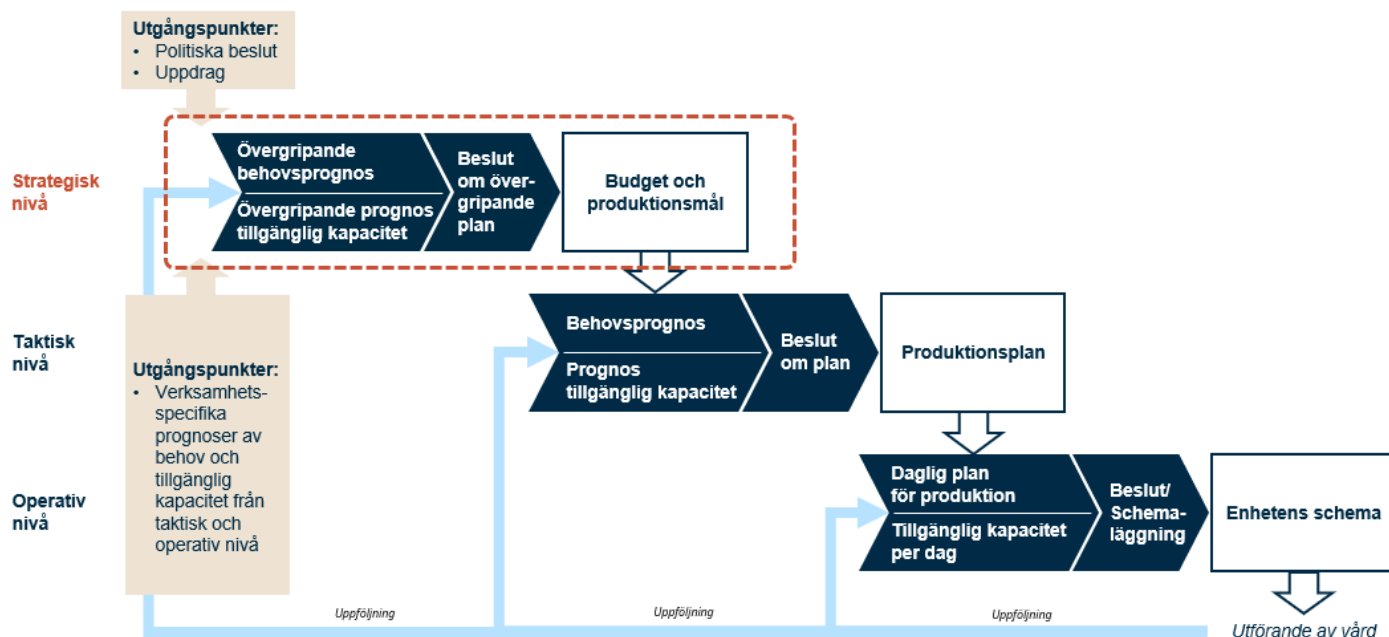 Utgångspunkter:
• Politiska beslut
• Uppdrag
Strategisk
nivå
Övergripande
behovsprognos
Övergripande prognos
tillgänglig kapacitet
Beslut
om över-
gripande
plan
Budget och
produktionsmål
Taktisk
nivå
Utgångspunkter:
• Verksamhets-
specifika
prognoser av
behov och
tillgänglig
kapacitet från
taktisk och
operativ nivå
Behovsprognos
Prognos
tillgänglig kapacitet
Beslut
om plan
Produktionsplan
Operativ
nivå
Daglig plan
för produktion
Tillgänglig kapacitet
per dag
Beslut/
Schema-
läggning
Enhetens schema
Uppföljning
Uppföljning
Uppföljning
Utförande av vård